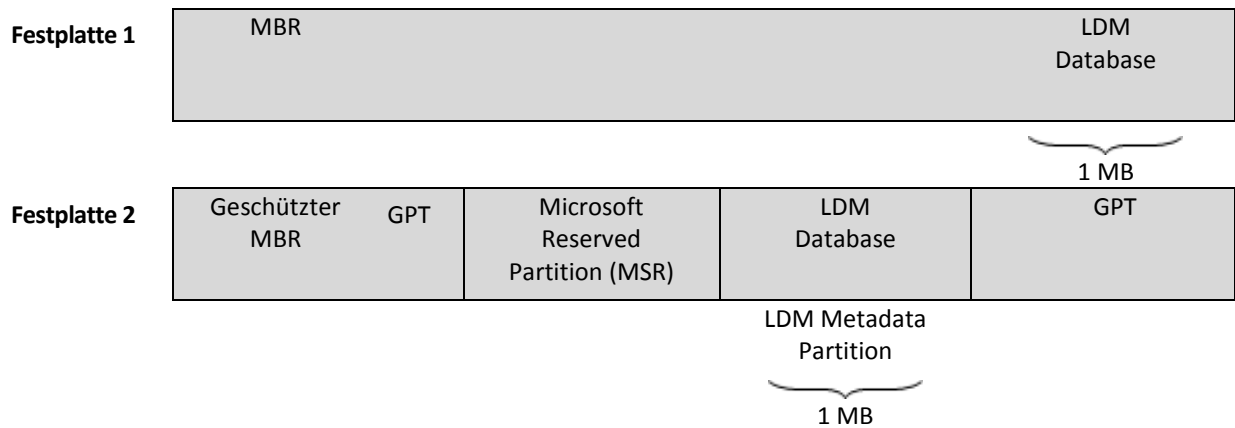 Festplatte 1
MBR
LDM
Database
1 MB
Festplatte 2
Geschützter
MBR
GPT
Microsoft
Reserved
Partition (MSR)
LDM
Database
GPT
LDM Metadata
Partition
1 MB